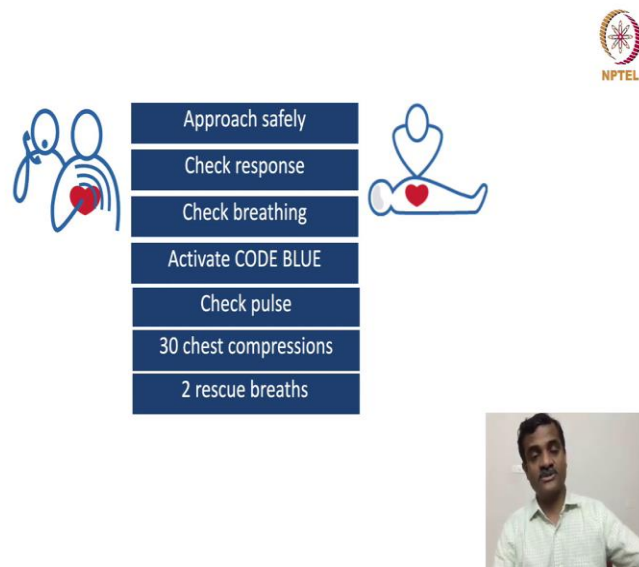 NPTEL
Approach safely
Check response
Check breathing
Activate CODE BLUE
Check pulse
30 chest compressions
2 rescue breaths